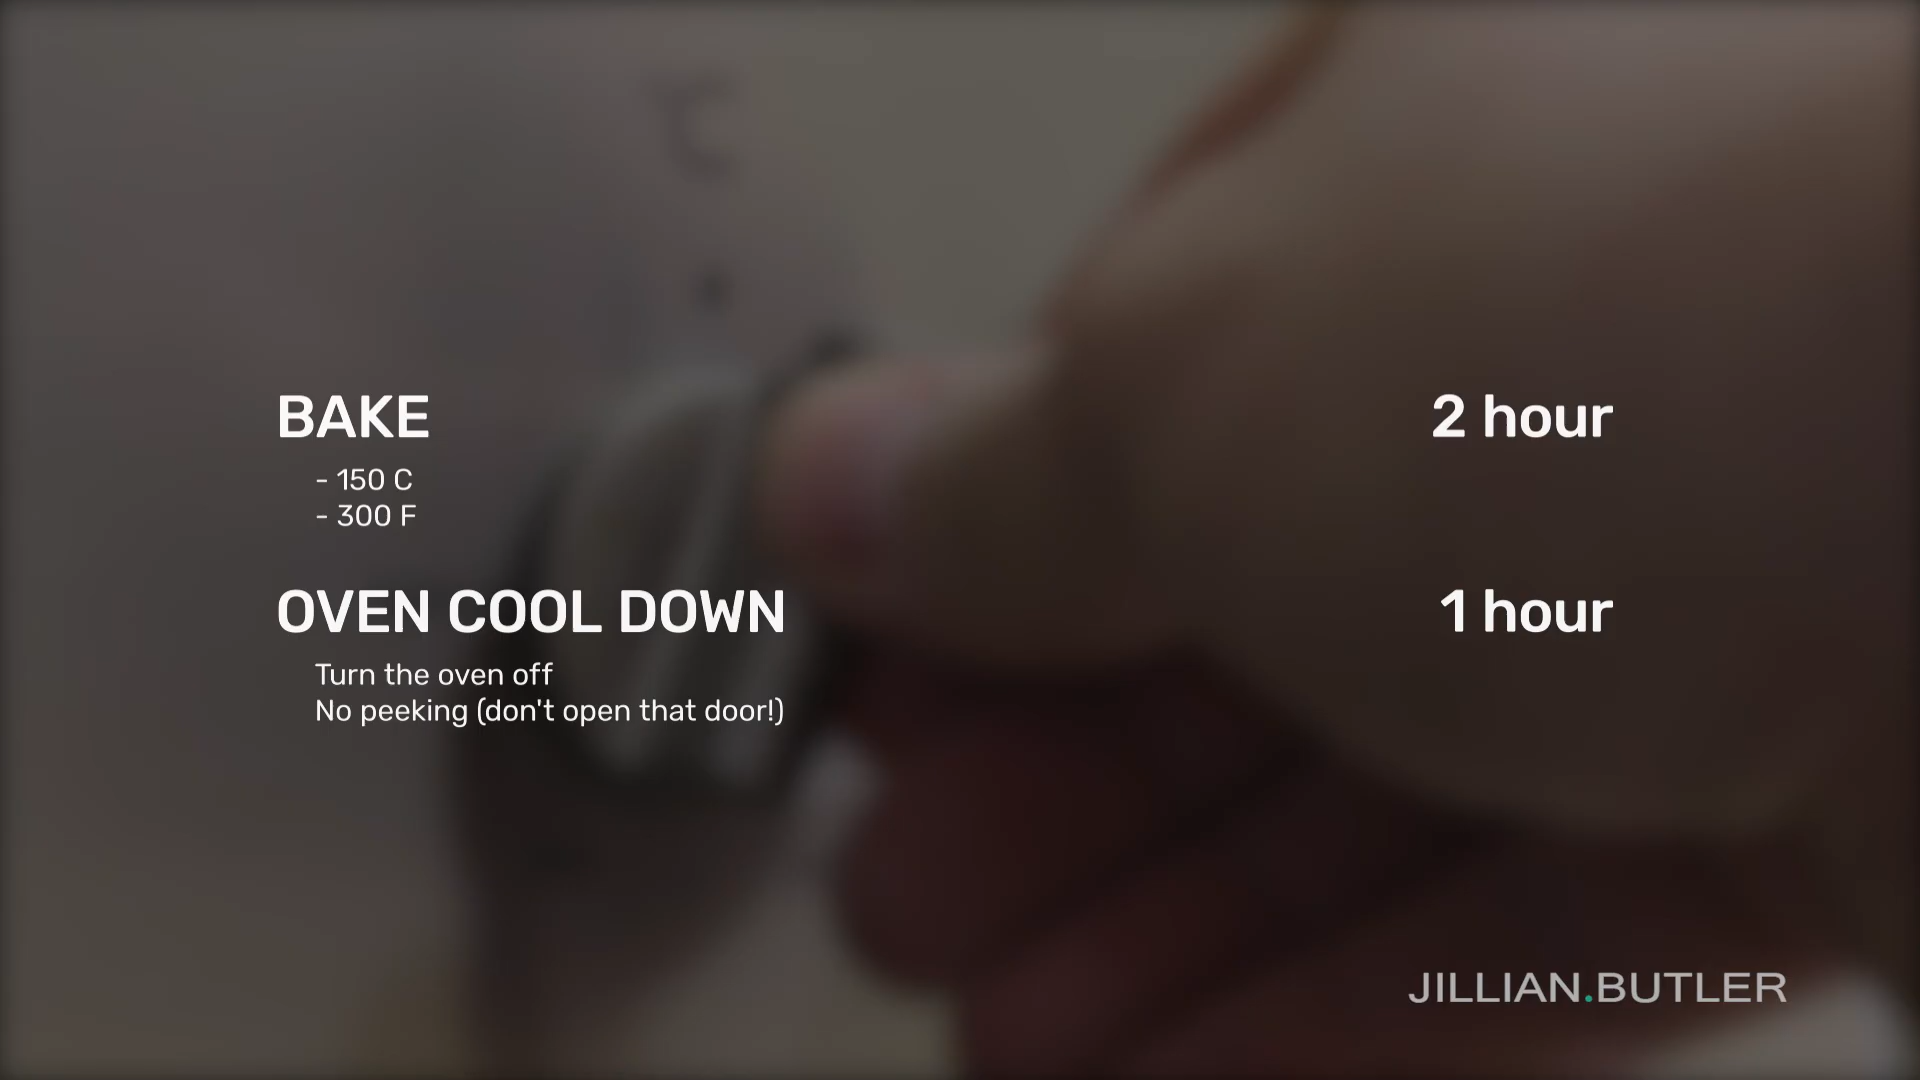 BAKE 2 hour
- 150 C
- 300 F
OVEN COOL DOWN 1 hour
Turn the oven off
No peeking (don't open that door!)
JILLIAN.BUTLER